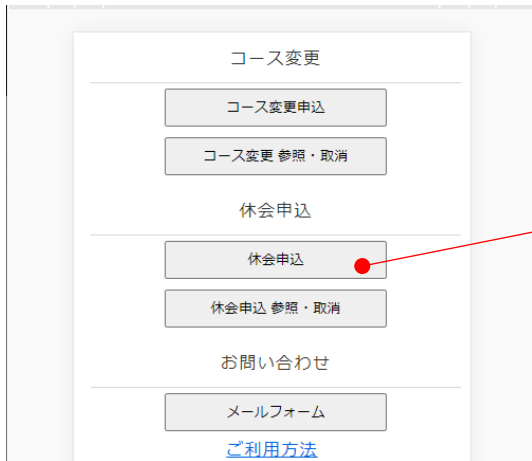 コース変更
コース変更申込
コース変更 参照・取消
休会申込
休会申込
休会申込 参照・取消
お問い合わせ
メールフォーム
ご利用方法